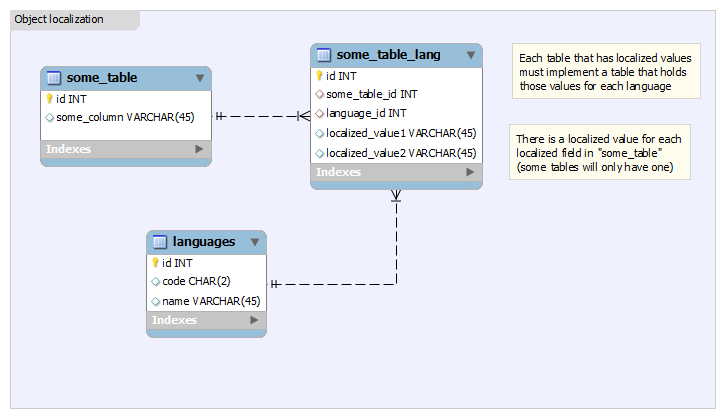 Object localization
some_table
id INT
some_column VARCHAR(45)
Indexes
some_table_lang
id INT
some_table_id INT
language_id INT
localized_value1 VARCHAR(45)
localized_value2 VARCHAR(45)
Indexes
Each table that has localized values
must implement a table that holds
those values for each language
There is a localized value for each
localized field in "some_table"
(some tables will only have one)
languages
id INT
code CHAR(2)
name VARCHAR(45)
Indexes